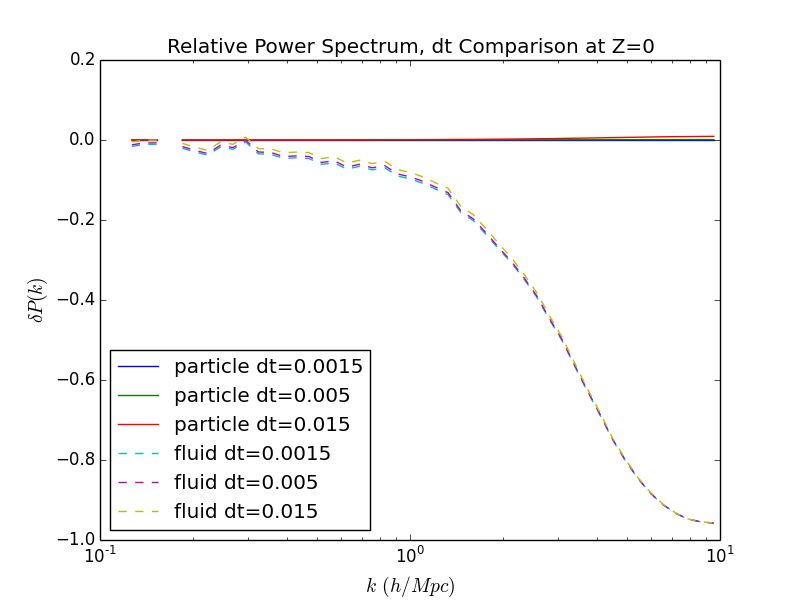 Relative Power Spectrum, dt Comparison at Z=0
0.2
0.0
−0.2
−0.4
−0.6
−0.8
−1.0
δP(k)
particle dt=0.0015
particle dt=0.005
particle dt=0.015
fluid dt=0.0015
fluid dt=0.005
fluid dt=0.015
10⁻¹ 10⁰ 10¹
k (h/Mpc)